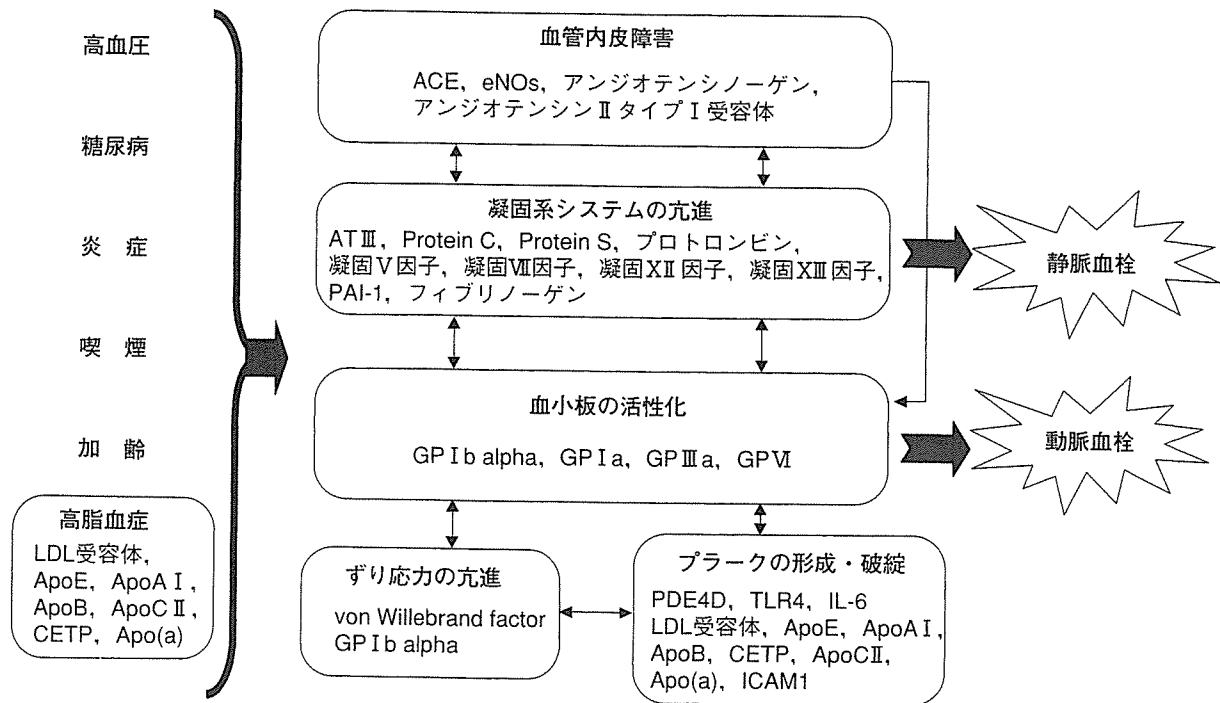 高血圧
糖尿病
炎 症
喫 煙
加 齢
高脂血症
LDL受容体,
ApoE, ApoAⅠ,
ApoB, ApoCⅡ,
CETP, Apo(a)
血管内皮障害
ACE, eNOs, アンジオテンシノーゲン,
アンジオテンシンⅡタイプⅠ受容体
凝固系システムの亢進
ATⅢ, Protein C, Protein S, プロトロンビン,
凝固Ⅴ因子, 凝固Ⅶ因子, 凝固ⅩⅡ因子, 凝固ⅩⅢ因子,
PAI-1, フィブリノーゲン
血小板の活性化
GPⅠb alpha, GPⅠa, GPⅢa, GPⅥ
ずり応力の亢進
von Willebrand factor
GPⅠb alpha
プラークの形成・破綻
PDE4D, TLR4, IL-6
LDL受容体, ApoE, ApoAⅠ,
ApoB, CETP, ApoCⅡ,
Apo(a), ICAM1
静脈血栓
動脈血栓